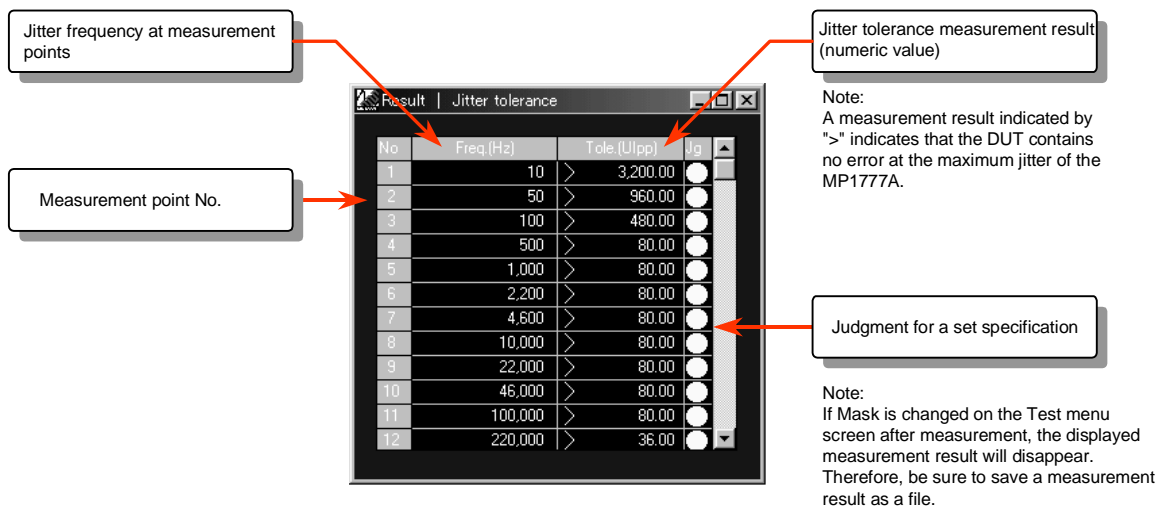 Jitter frequency at measurement
points
Jitter tolerance measurement result
(numeric value)
Note:
A measurement result indicated by
">" indicates that the DUT contains
no error at the maximum jitter of the
MP1777A.
Result | Jitter tolerance
No Freq.(Hz) Tole.(UIpp) Jg
1 10 > 3,200.00
2 50 > 960.00
3 100 > 480.00
4 500 > 80.00
5 1,000 > 80.00
6 2,200 > 80.00
7 4,600 > 80.00
8 10,000 > 80.00
9 22,000 > 80.00
10 46,000 > 80.00
11 100,000 > 80.00
12 220,000 > 36.00
Measurement point No.
Judgment for a set specification
Note:
If Mask is changed on the Test menu
screen after measurement, the displayed
measurement result will disappear.
Therefore, be sure to save a measurement
result as a file.